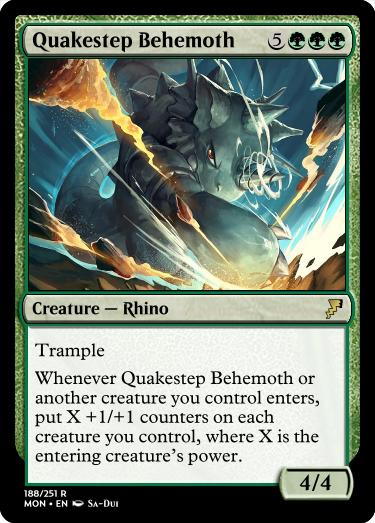 Quakestep Behemoth 5
Creature — Rhino
Trample
Whenever Quakestep Behemoth or
another creature you control enters,
put X +1/+1 counters on each
creature you control, where X is the
entering creature's power.
4/4
188/251 R
MON • EN Sa-Dui